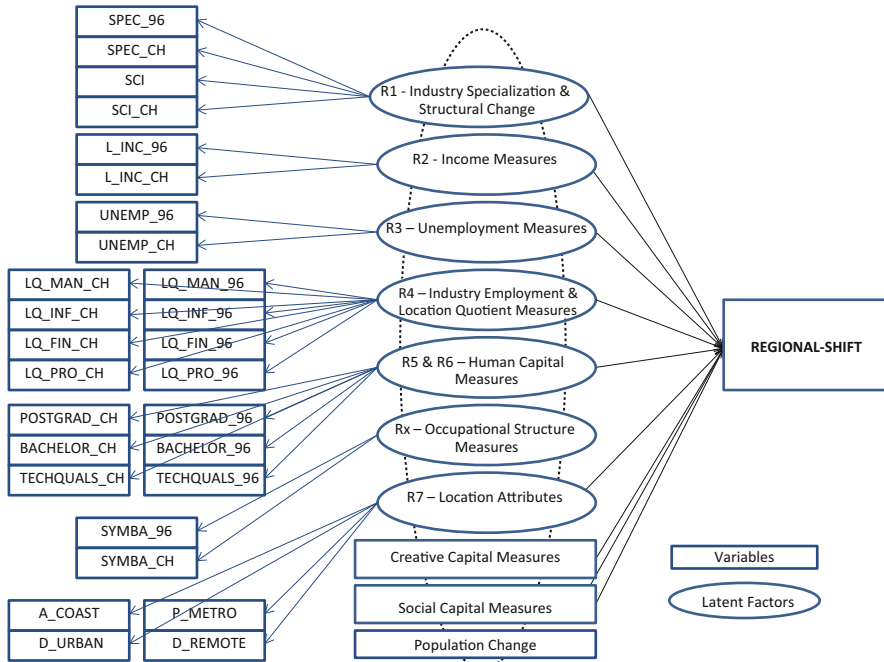 SPEC_96
SPEC_CH
SCI
SCI_CH
R1 - Industry Specialization &
Structural Change
L_INC_96
L_INC_CH
R2 - Income Measures
UNEMP_96
UNEMP_CH
R3 – Unemployment Measures
LQ_MAN_CH
LQ_MAN_96
LQ_INF_CH
LQ_INF_96
LQ_FIN_CH
LQ_FIN_96
LQ_PRO_CH
LQ_PRO_96
R4 – Industry Employment &
Location Quotient Measures
REGIONAL-SHIFT
R5 & R6 – Human Capital
Measures
POSTGRAD_CH
POSTGRAD_96
BACHELOR_CH
BACHELOR_96
TECHQUALS_CH
TECHQUALS_96
Rx – Occupational Structure
Measures
SYMBA_96
SYMBA_CH
R7 – Location Attributes
A_COAST
P_METRO
D_URBAN
D_REMOTE
Creative Capital Measures
Social Capital Measures
Population Change
Variables
Latent Factors